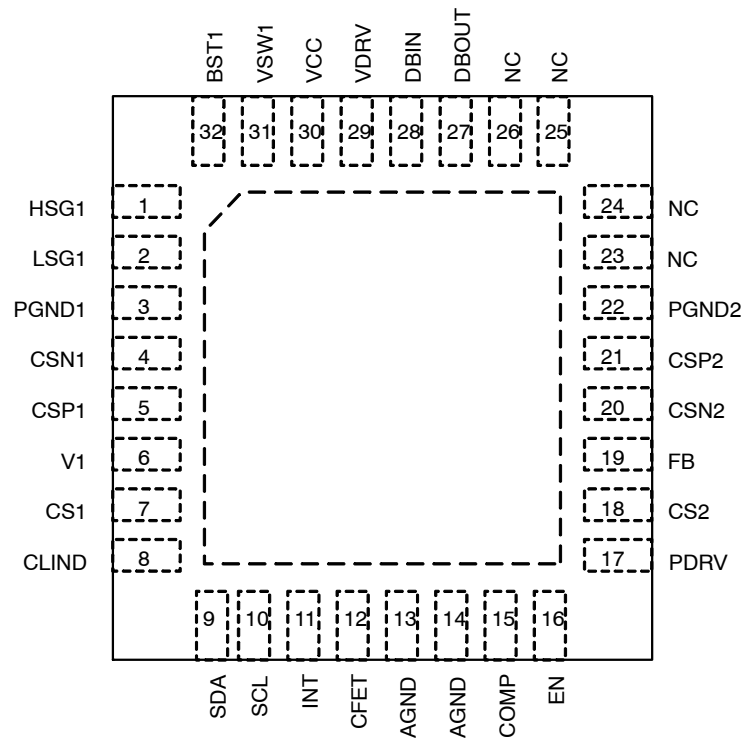 BST1 VSW1 VCC VDRV DBIN DBOUT NC NC
32 31 30 29 28 27 26 25
HSG1 1 24 NC
LSG1 2 23 NC
PGND1 3 22 PGND2
CSN1 4 21 CSP2
CSP1 5 20 CSN2
V1 6 19 FB
CS1 7 18 CS2
CLIND 8 17 PDRV
9 10 11 12 13 14 15 16
SDA SCL INT CFET AGND AGND COMP EN